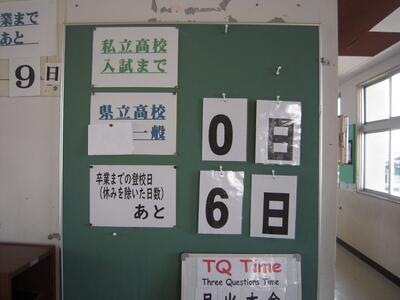 業まで
あと
9日
私立高校
入試まで
県立高校
一般
0日
卒業までの登校日
(休みを除いた日数)
あと
6日
TQ Time
Three Questions Time